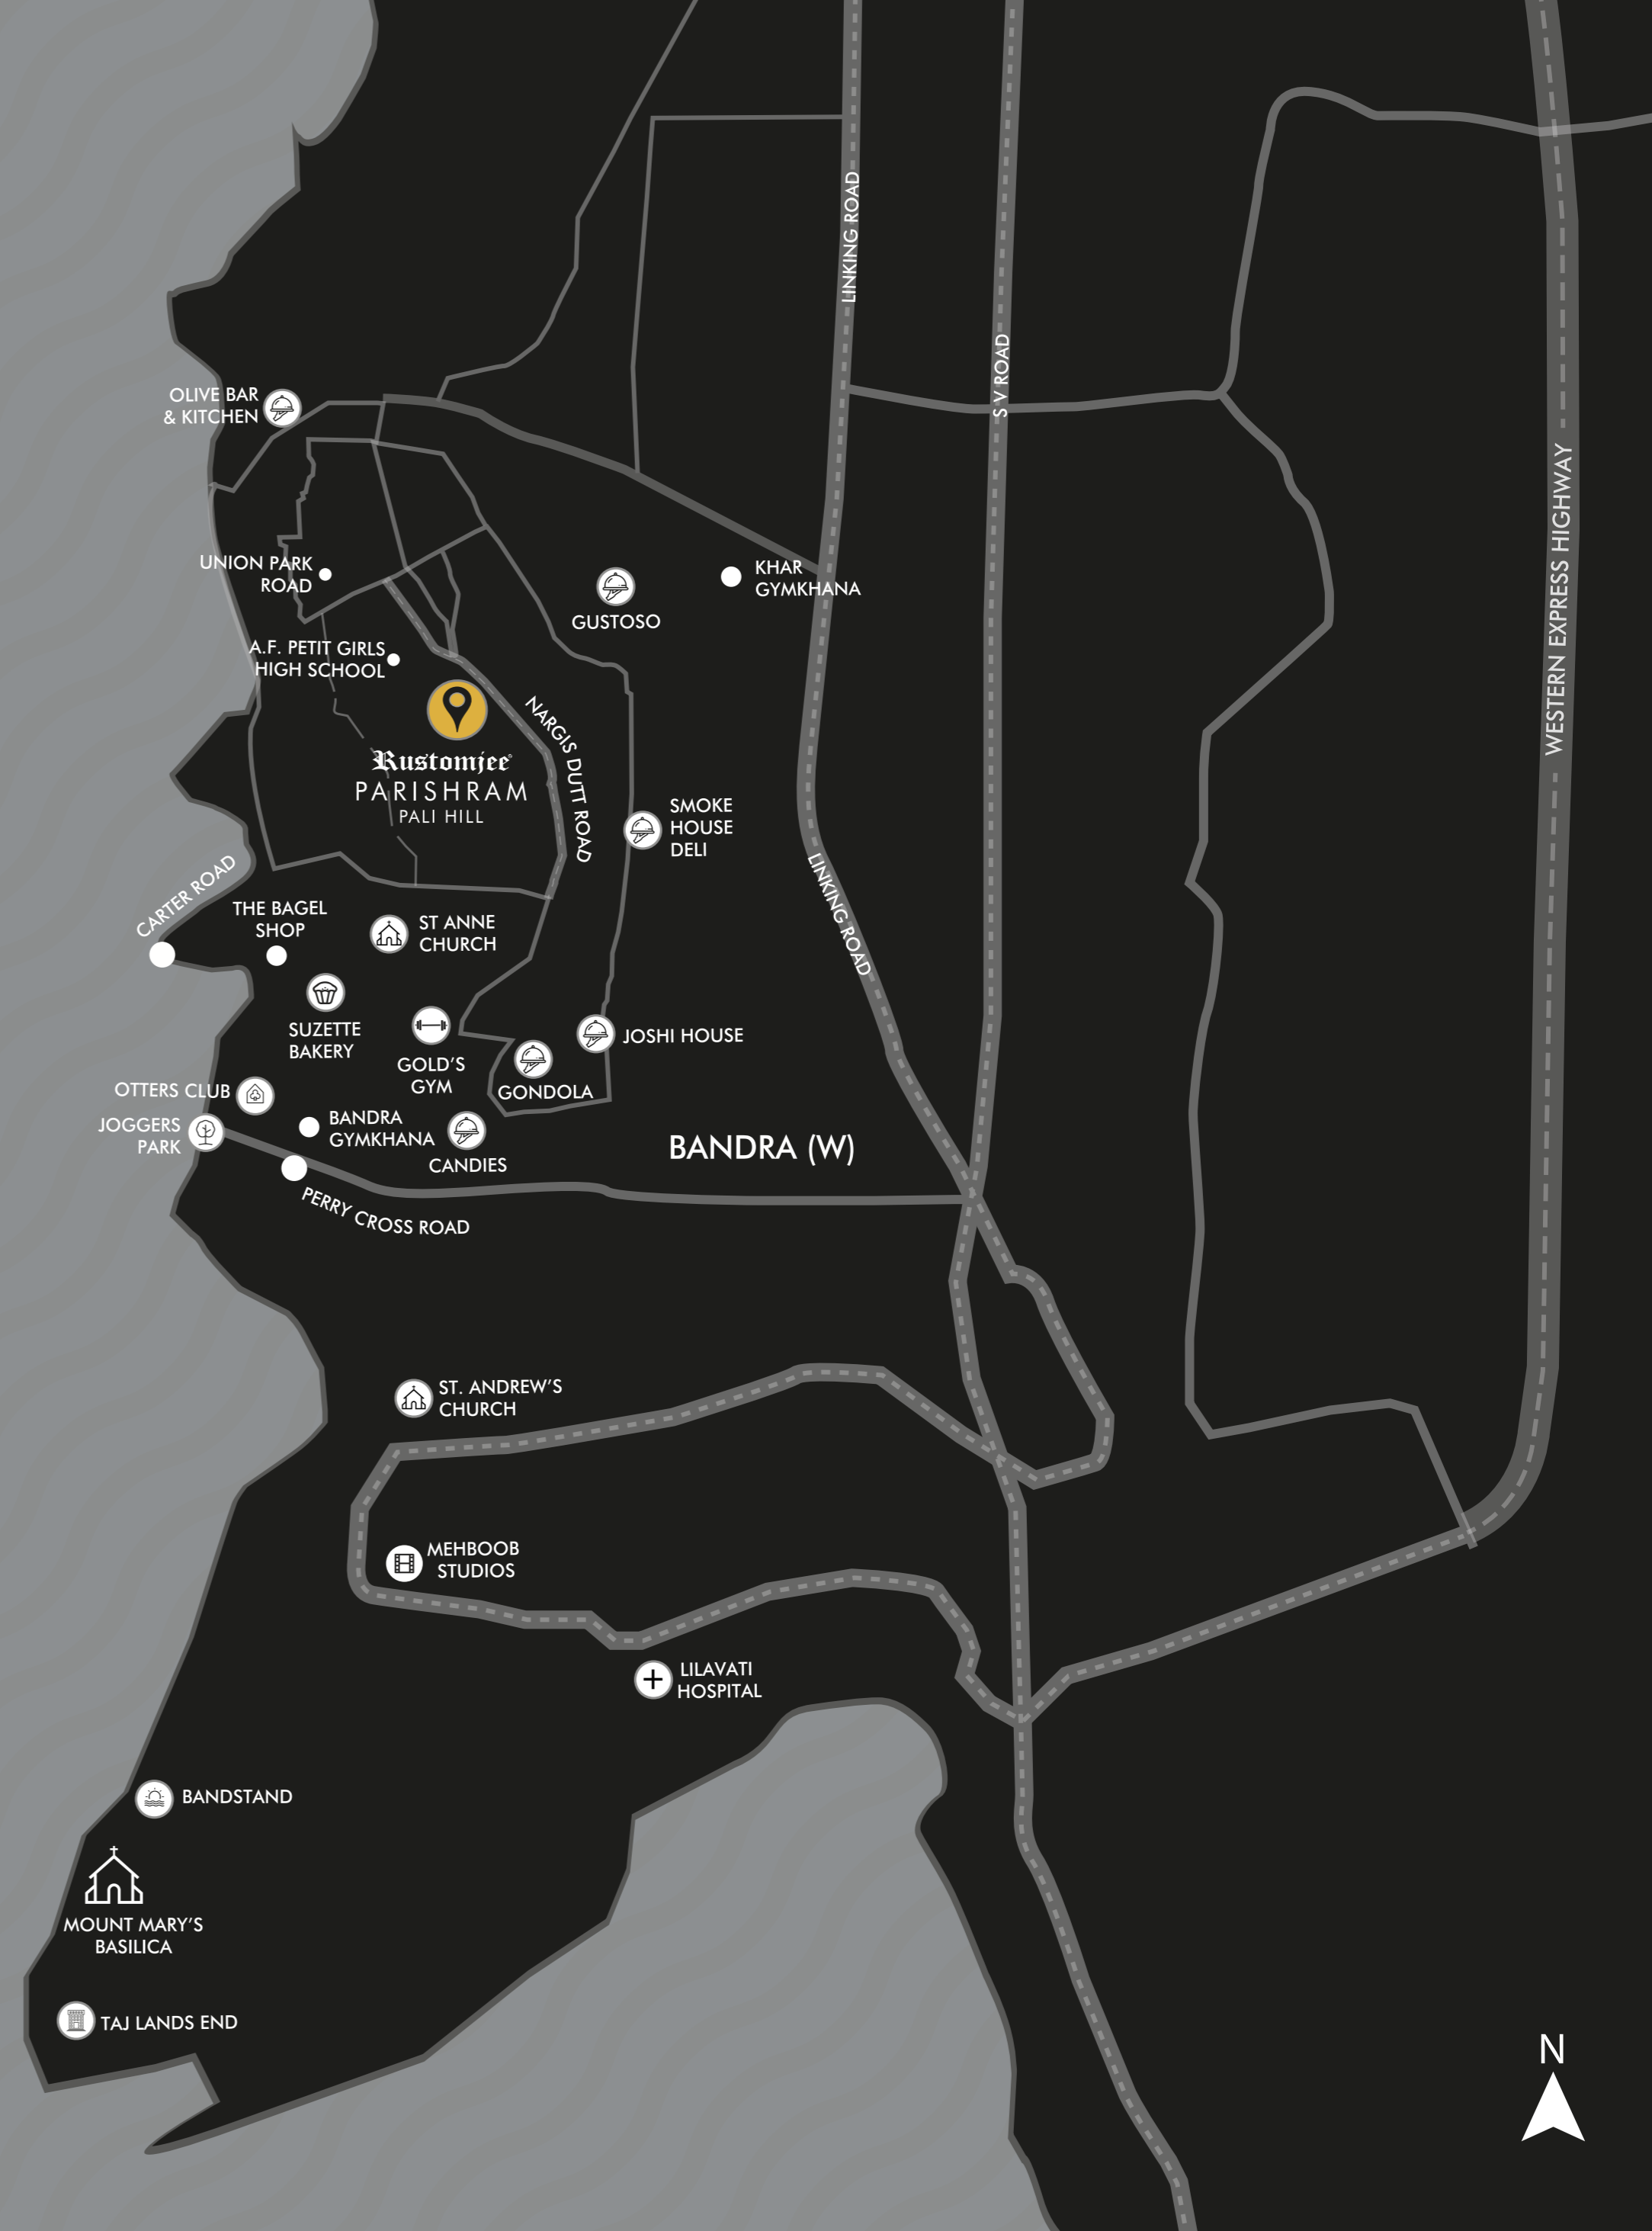 LINKING ROAD
S V ROAD
OLIVE BAR
& KITCHEN
WESTERN EXPRESS HIGHWAY
UNION PARK
ROAD
KHAR
GYMKHANA
GUSTOSO
A.F. PETIT GIRLS
HIGH SCHOOL
NARGIS DUTT ROAD
Rustomjee®
PARISHRAM
PALI HILL
SMOKE
HOUSE
DELI
CARTER ROAD
LINKING ROAD
THE BAGEL
SHOP
ST ANNE
CHURCH
SUZETTE
BAKERY
GOLD'S
GYM
JOSHI HOUSE
GONDOLA
OTTERS CLUB
JOGGERS
PARK
BANDRA
GYMKHANA
CANDIES
BANDRA (W)
PERRY CROSS ROAD
ST. ANDREW'S
CHURCH
MEHBOOB
STUDIOS
LILAVATI
HOSPITAL
BANDSTAND
MOUNT MARY'S
BASILICA
TAJ LANDS END
N